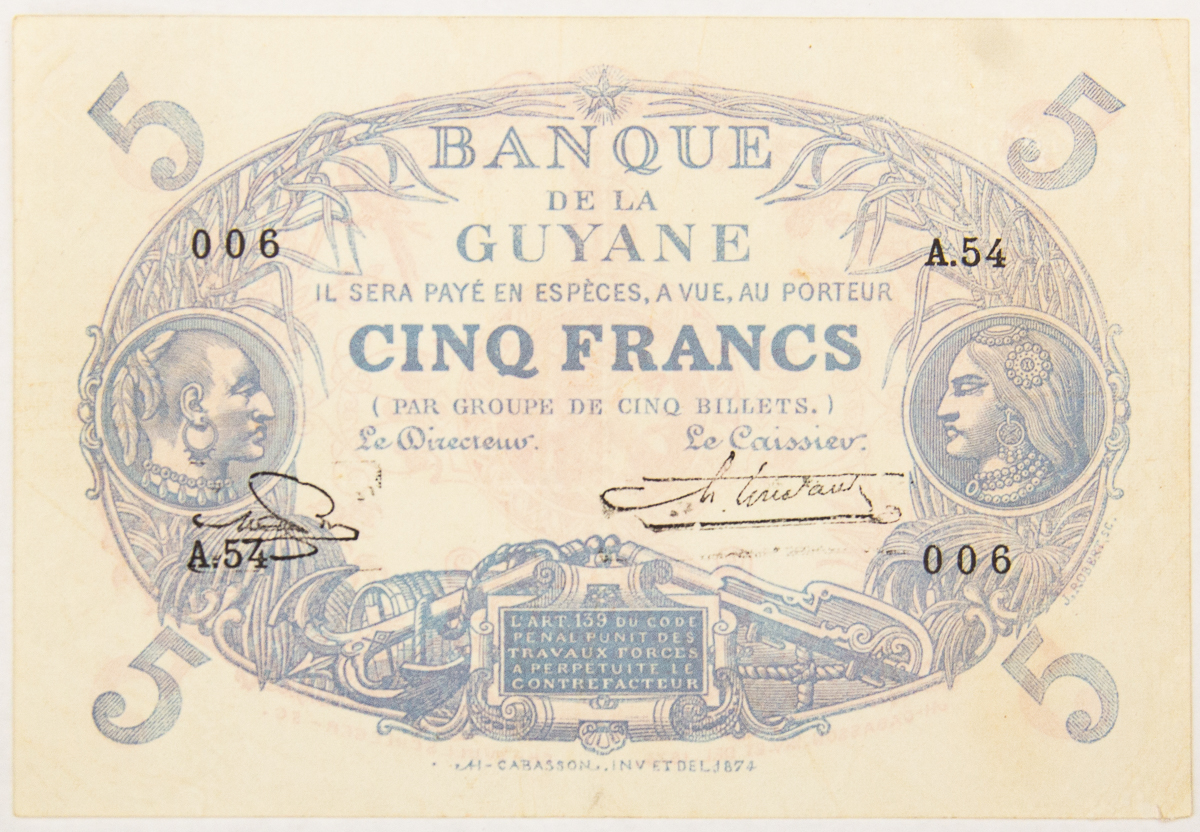 5
5
BANQUE
DE LA
GUYANE
006
A.54
IL SERA PAYÉ EN ESPÈCES, A VUE, AU PORTEUR
CINQ FRANCS
(PAR GROUPE DE CINQ BILLETS.)
Le Directeur.
Le Caissier.
A.54
006
L'ART. 139 DU CODE
PENAL PUNIT DES
TRAVAUX FORCES
A PERPETUITE LE
CONTREFACTEUR
5
5
CABASSON. INV ET DEL. 1874